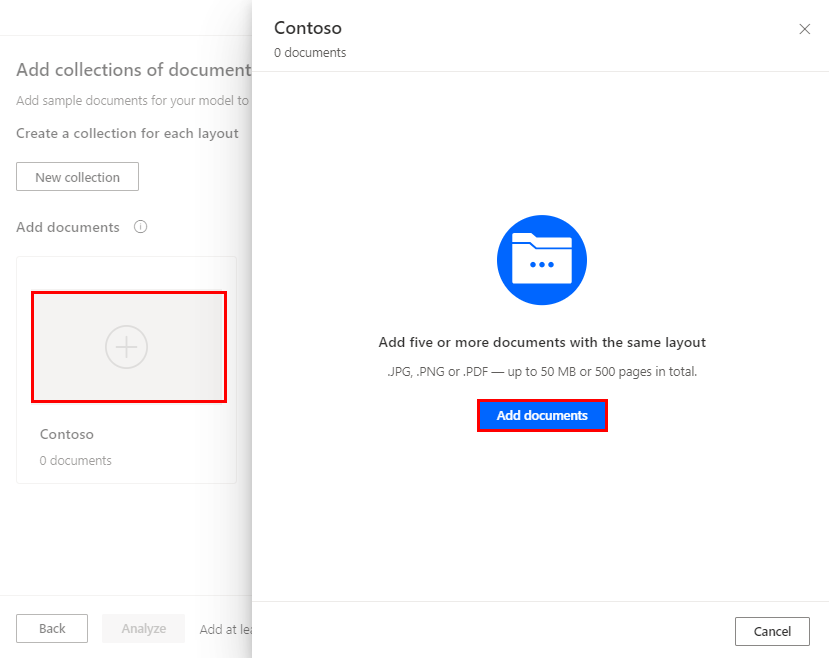 Add collections of document
Add sample documents for your model to
Create a collection for each layout
New collection
Add documents
Contoso
0 documents
Back
Analyze
Add at lea
Contoso
0 documents
Add five or more documents with the same layout
.JPG, .PNG or .PDF — up to 50 MB or 500 pages in total.
Add documents
Cancel